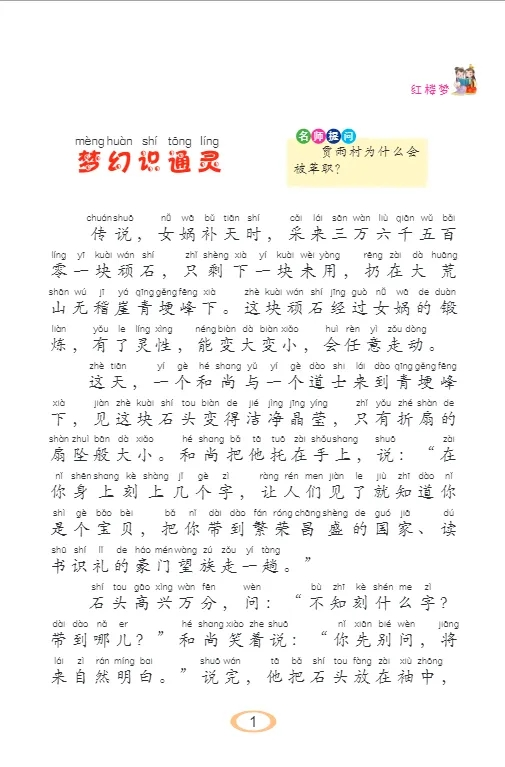 红楼梦
名师提问
贾雨村为什么会
被革职?
mèng huàn shí tōng líng
梦幻识通灵
chuán shuō nǚ wā bǔ tiān shí cǎi lái sān wàn liù qiān wǔ bǎi
传说，女娲补天时，采来三万六千五百
líng yī kuài wán shí zhǐ shèng xià yí kuài wèi yòng rēng zài dà huāng
零一块顽石，只剩下一块未用，扔在大荒
shān wú jī yá qīng gěng fēng xià zhè kuài wán shí jīng guò nǚ wā de duàn
山无稽崖青埂峰下。这块顽石经过女娲的锻
liàn yǒu le líng xìng néng biàn dà biàn xiǎo huì rèn yì zǒu dòng
炼，有了灵性，能变大变小，会任意走动。
zhè tiān yí gè hé shang yǔ yí gè dào shi lái dào qīng gěng fēng
这天，一个和尚与一个道士来到青埂峰
xià jiàn zhè kuài shí tou biàn de jié jìng jīng yíng zhǐ yǒu zhé shàn de
下，见这块石头变得洁净晶莹，只有折扇的
shàn zhuì bān dà xiǎo hé shang bǎ tā tuō zài shǒu shang shuō zài
扇坠般大小。和尚把他托在手上，说：“在
nǐ shēn shang kè shàng jǐ gè zì ràng rén men jiàn le jiù zhī dào nǐ
你身上刻上几个字，让人们见了就知道你
shì gè bǎo bèi bǎ nǐ dài dào fán róng chāng shèng de guó jiā dú
是个宝贝，把你带到繁荣昌盛的国家、读
shū shí lǐ de háo mén wàng zú zǒu yí tàng
书识礼的豪门望族走一趟。”
shí tou gāo xìng wàn fēn wèn bù zhī kè shén me zì
石头高兴万分，问：“不知刻什么字？
dài dào nǎ er hé shang xiào zhe shuō nǐ xiān bié wèn jiāng
带到哪儿？”和尚笑着说：“你先别问，将
lái zì rán míng bai shuō wán tā bǎ shí tou fàng zài xiù zhōng
来自然明白。”说完，他把石头放在袖中，
1